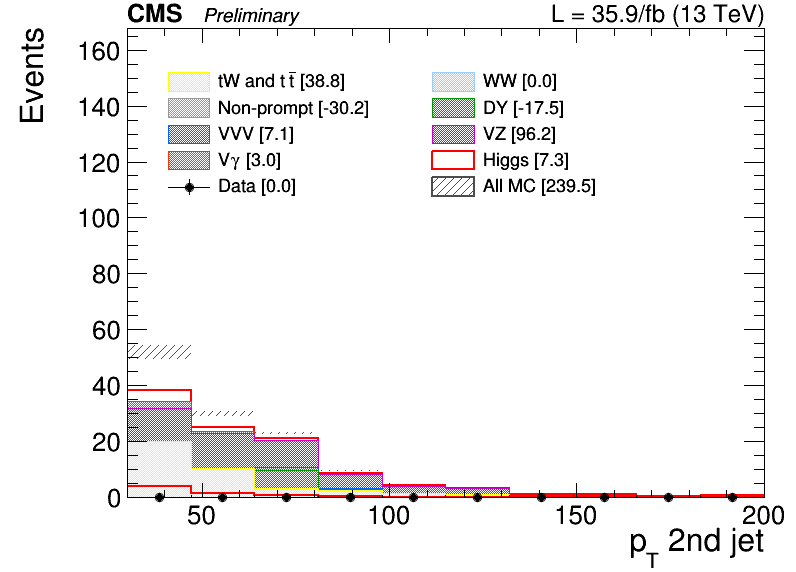 CMS Preliminary L = 35.9/fb (13 TeV)
Events
160
140
120
100
80
60
40
20
0
tW and t t̅ [38.8]
Non-prompt [-30.2]
VVV [7.1]
Vγ [3.0]
Data [0.0]
WW [0.0]
DY [-17.5]
VZ [96.2]
Higgs [7.3]
All MC [239.5]
50 100 150 200
p_T 2nd jet